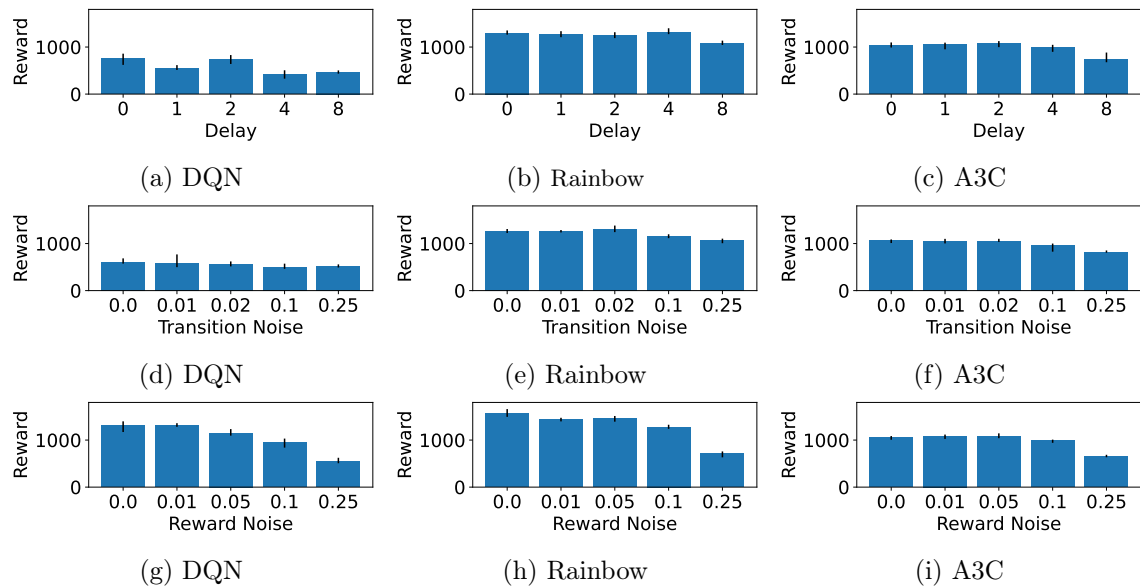 Reward 1000 0 0 1 2 4 8 Delay
Reward 1000 0 0 1 2 4 8 Delay
Reward 1000 0 0 1 2 4 8 Delay
(a) DQN
(b) Rainbow
(c) A3C
Reward 1000 0 0.0 0.01 0.02 0.1 0.25 Transition Noise
Reward 1000 0 0.0 0.01 0.02 0.1 0.25 Transition Noise
Reward 1000 0 0.0 0.01 0.02 0.1 0.25 Transition Noise
(d) DQN
(e) Rainbow
(f) A3C
Reward 1000 0 0.0 0.01 0.05 0.1 0.25 Reward Noise
Reward 1000 0 0.0 0.01 0.05 0.1 0.25 Reward Noise
Reward 1000 0 0.0 0.01 0.05 0.1 0.25 Reward Noise
(g) DQN
(h) Rainbow
(i) A3C